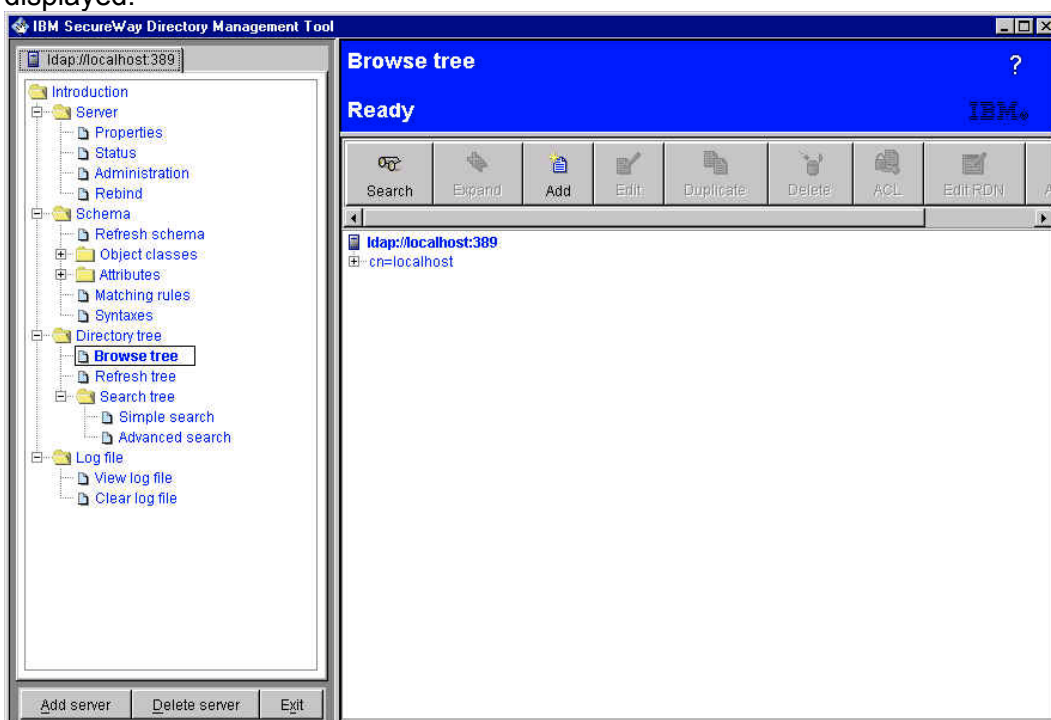 displayed.
IBM SecureWay Directory Management Tool
ldap://localhost:389
Introduction
Server
Properties
Status
Administration
Rebind
Schema
Refresh schema
Object classes
Attributes
Matching rules
Syntaxes
Directory tree
Browse tree
Refresh tree
Search tree
Simple search
Advanced search
Log file
View log file
Clear log file
Add server
Delete server
Exit
Browse tree
?
Ready
IBM
Search
Expand
Add
Edit
Duplicate
Delete
ACL
Edit RDN
A
ldap://localhost:389
cn=localhost